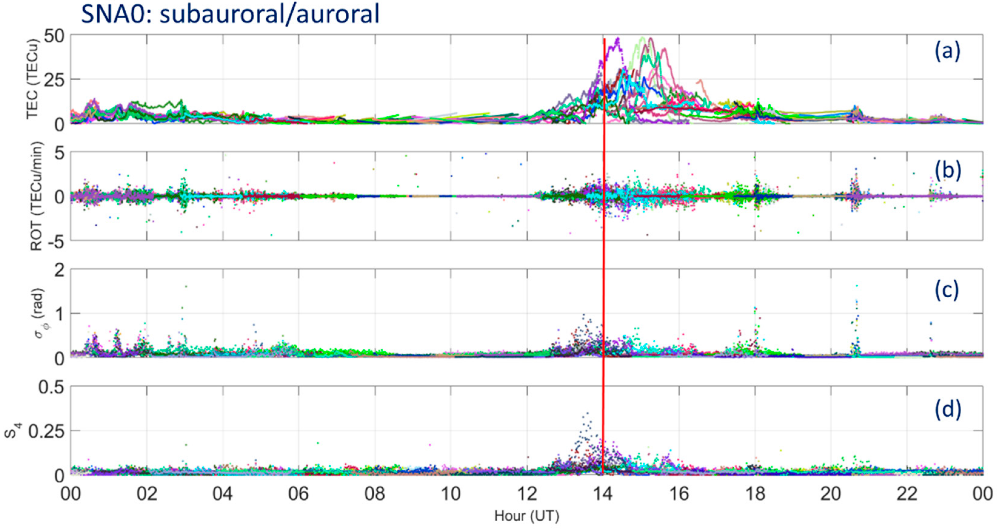 SNA0: subauroral/auroral
TEC (TECu)
50
25
0
(a)
ROT (TECu/min)
5
0
-5
(b)
σϕ (rad)
2
1
0
(c)
S4
0.5
0.25
0
(d)
00 02 04 06 08 10 12 14 16 18 20 22 00
Hour (UT)